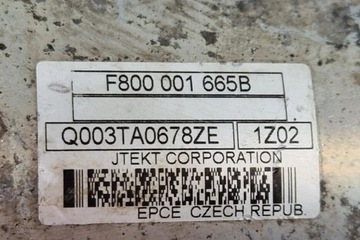 F800 001 665B
Q003TA0678ZE 1Z02
JTEKT CORPORATION
EPCE CZECH REPUB